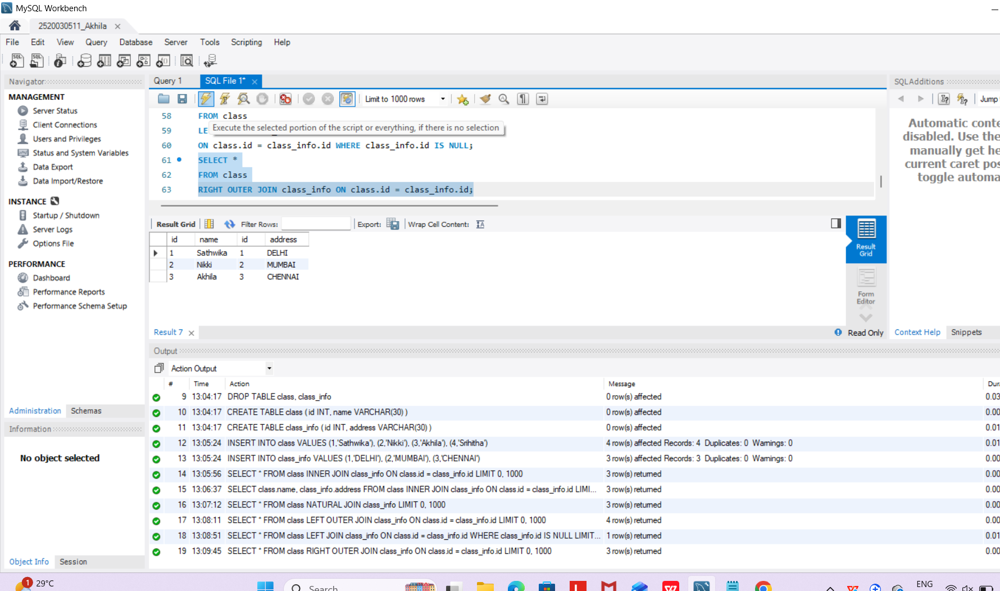 MySQL Workbench
2520030511_Akhila
File Edit View Query Database Server Tools Scripting Help
Navigator
MANAGEMENT
Server Status
Client Connections
Users and Privileges
Status and System Variables
Data Export
Data Import/Restore
INSTANCE
Startup / Shutdown
Server Logs
Options File
PERFORMANCE
Dashboard
Performance Reports
Performance Schema Setup
Administration Schemas
Information
No object selected
Object Info Session
Query 1 SQL File 1*
Limit to 1000 rows
58 FROM class
59 LE
Execute the selected portion of the script or everything, if there is no selection
60 ON class.id = class_info.id WHERE class_info.id IS NULL;
61 SELECT *
62 FROM class
63 RIGHT OUTER JOIN class_info ON class.id = class_info.id;
Result Grid Filter Rows: Export: Wrap Cell Content:
id name id address
1 Sathwika 1 DELHI
2 Nikki 2 MUMBAI
3 Akhila 3 CHENNAI
Result Grid
Form Editor
Result 7
Read Only
SQLAdditions
Jump
Automatic conte
disabled. Use the
manually get he
current caret pos
toggle automa
Context Help Snippets
Output
Action Output
# Time Action Message Dura
9 13:04:17 DROP TABLE class, class_info 0 row(s) affected 0.03
10 13:04:17 CREATE TABLE class ( id INT, name VARCHAR(30) ) 0 row(s) affected 0.00
11 13:04:17 CREATE TABLE class_info ( id INT, address VARCHAR(30) ) 0 row(s) affected 0.01
12 13:05:24 INSERT INTO class VALUES (1,'Sathwika'), (2,'Nikki'), (3,'Akhila'), (4,'Srihitha') 4 row(s) affected Records: 4 Duplicates: 0 Warnings: 0 0.01
13 13:05:24 INSERT INTO class_info VALUES (1,'DELHI'), (2,'MUMBAI'), (3,'CHENNAI') 3 row(s) affected Records: 3 Duplicates: 0 Warnings: 0 0.00
14 13:05:56 SELECT * FROM class INNER JOIN class_info ON class.id = class_info.id LIMIT 0, 1000 3 row(s) returned 0.00
15 13:06:37 SELECT class.name, class_info.address FROM class INNER JOIN class_info ON class.id = class_info.id LIMI... 3 row(s) returned 0.00
16 13:07:12 SELECT * FROM class NATURAL JOIN class_info LIMIT 0, 1000 3 row(s) returned 0.00
17 13:08:11 SELECT * FROM class LEFT OUTER JOIN class_info ON class.id = class_info.id LIMIT 0, 1000 4 row(s) returned 0.00
18 13:08:51 SELECT * FROM class LEFT JOIN class_info ON class.id = class_info.id WHERE class_info.id IS NULL LIMIT... 1 row(s) returned 0.01
19 13:09:45 SELECT * FROM class RIGHT OUTER JOIN class_info ON class.id = class_info.id LIMIT 0, 1000 3 row(s) returned 0.00
1 29°C
Search
ENG